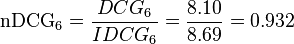 nDCG₆ = DCG₆ / IDCG₆ = 8.10 / 8.69 = 0.932